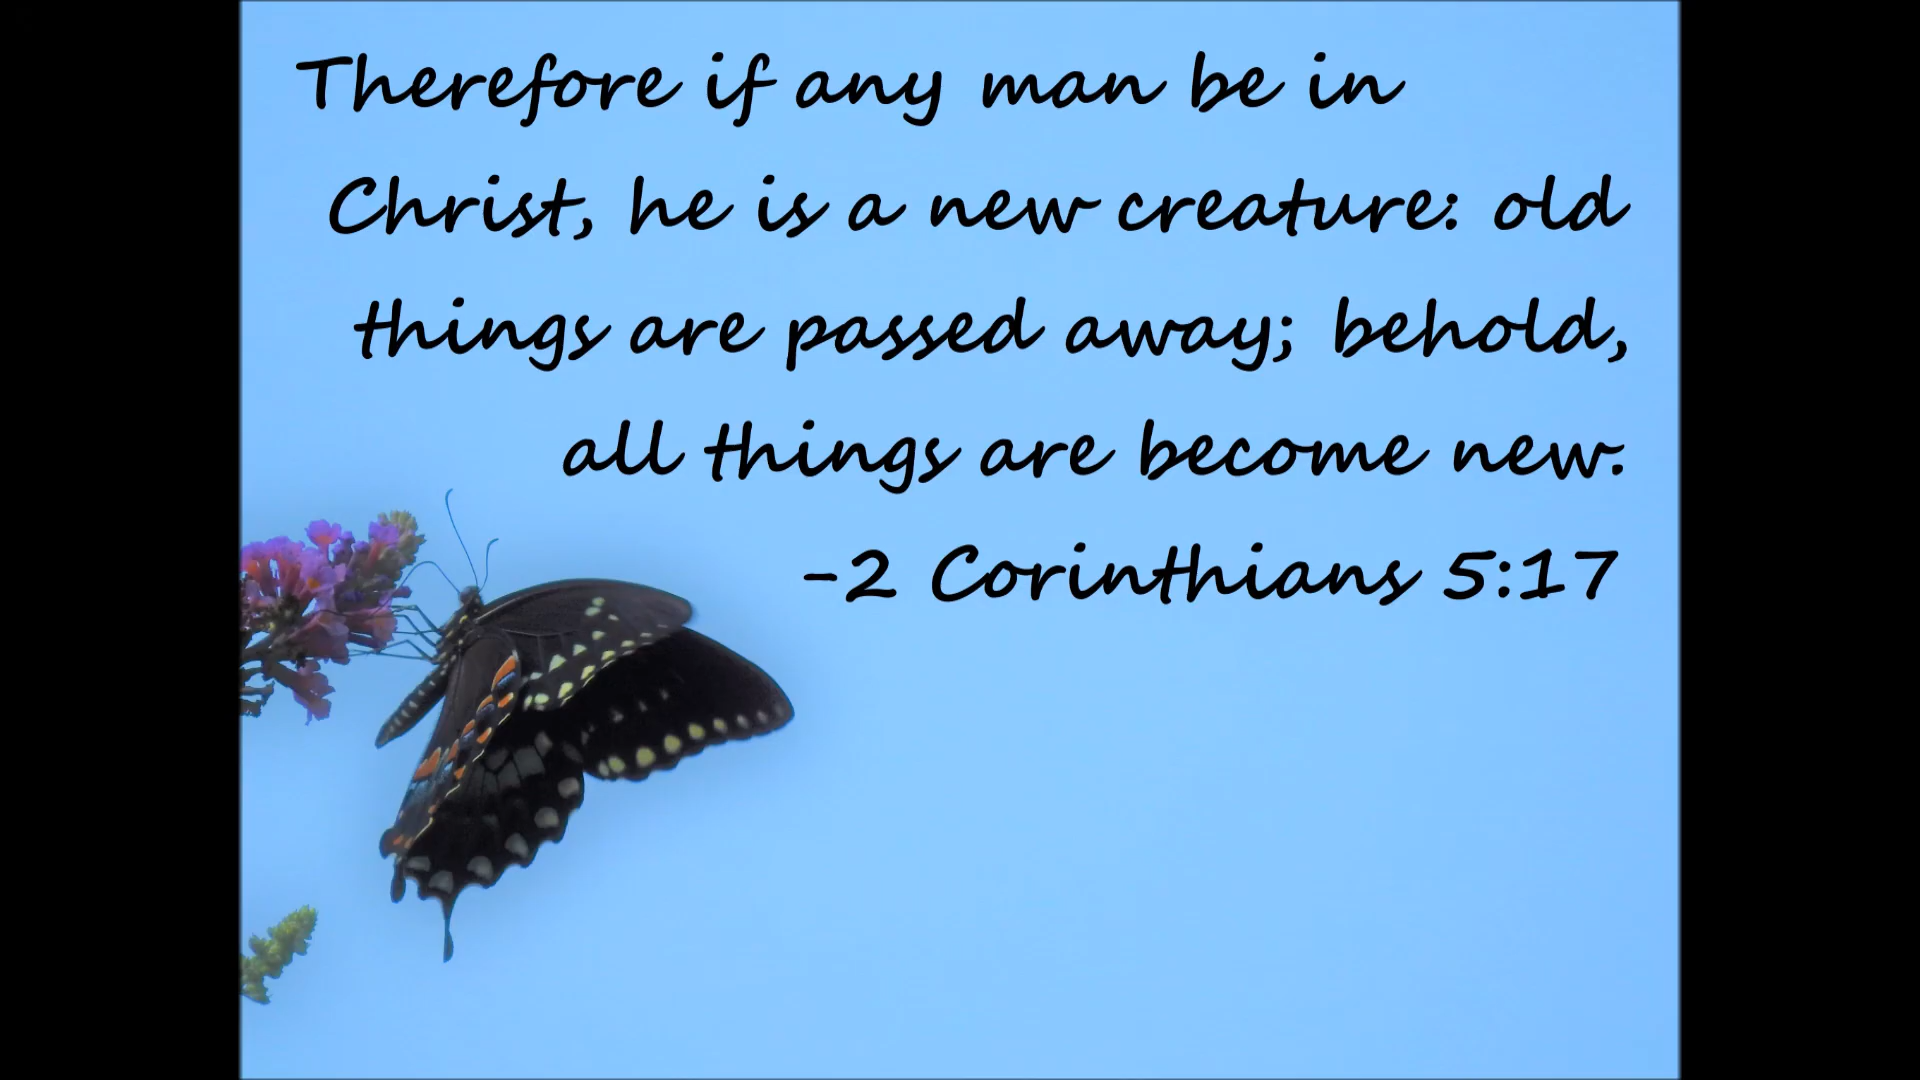 Therefore if any man be in
Christ, he is a new creature: old
things are passed away; behold,
all things are become new.
-2 Corinthians 5:17